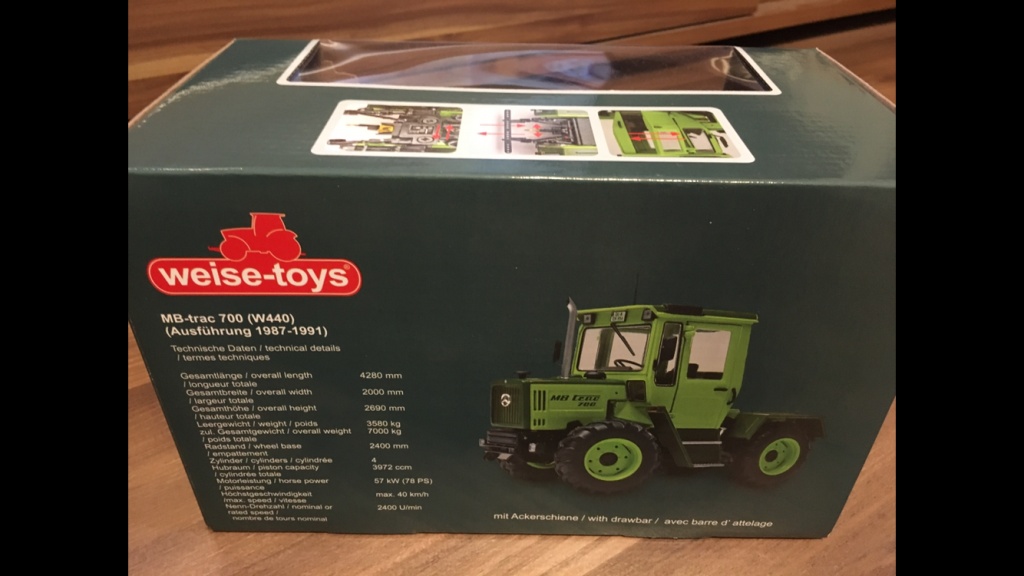 weise-toys®
MB-trac 700 (W440)
(Ausführung 1987-1991)
Technische Daten / technical details
/ termes techniques
Gesamtlänge / overall length 4280 mm
/ longueur totale
Gesamtbreite / overall width 2000 mm
/ largeur totale
Gesamthöhe / overall height 2690 mm
/ hauteur totale
Leergewicht / weight / poids 3580 kg
zul. Gesamtgewicht / overall weight 7000 kg
/ poids totale
Radstand / wheel base 2400 mm
/ empattement
Zylinder / cylinders / cylindrée 4
Hubraum / piston capacity 3972 ccm
/ cylindrée totale
Motorleistung / horse power 57 kW (78 PS)
/ puissance
Höchstgeschwindigkeit max. 40 km/h
/max. speed / vitesse
Nenn-Drehzahl / nominal or 2400 U/min
rated speed /
nombre de tours nominal
MB trac
700
mit Ackerschiene / with drawbar / avec barre d' attelage